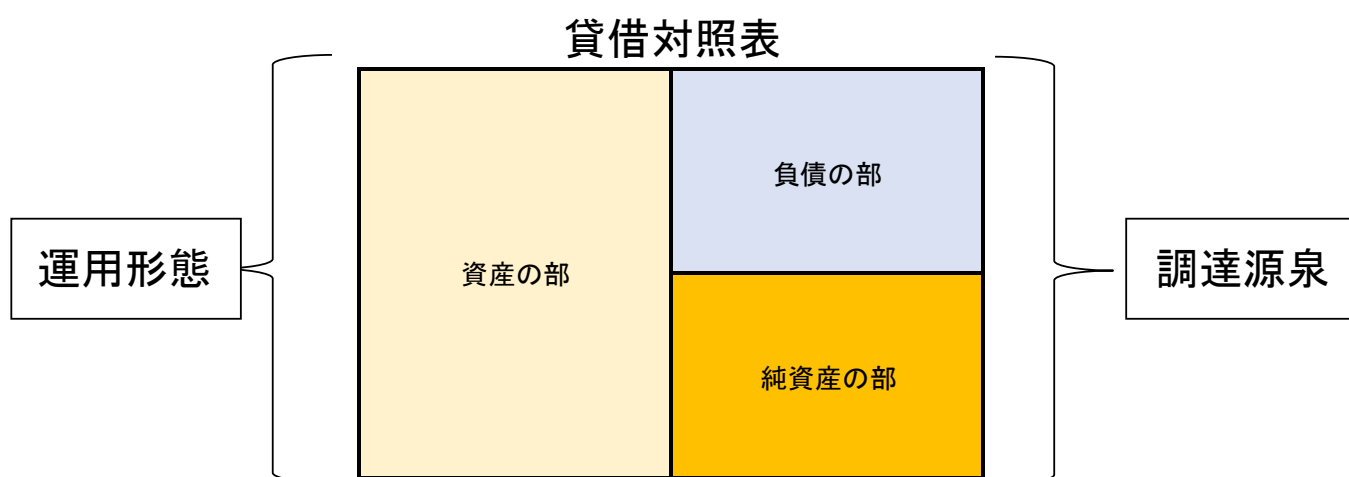 貸借対照表
負債の部
運用形態
資産の部
調達源泉
純資産の部